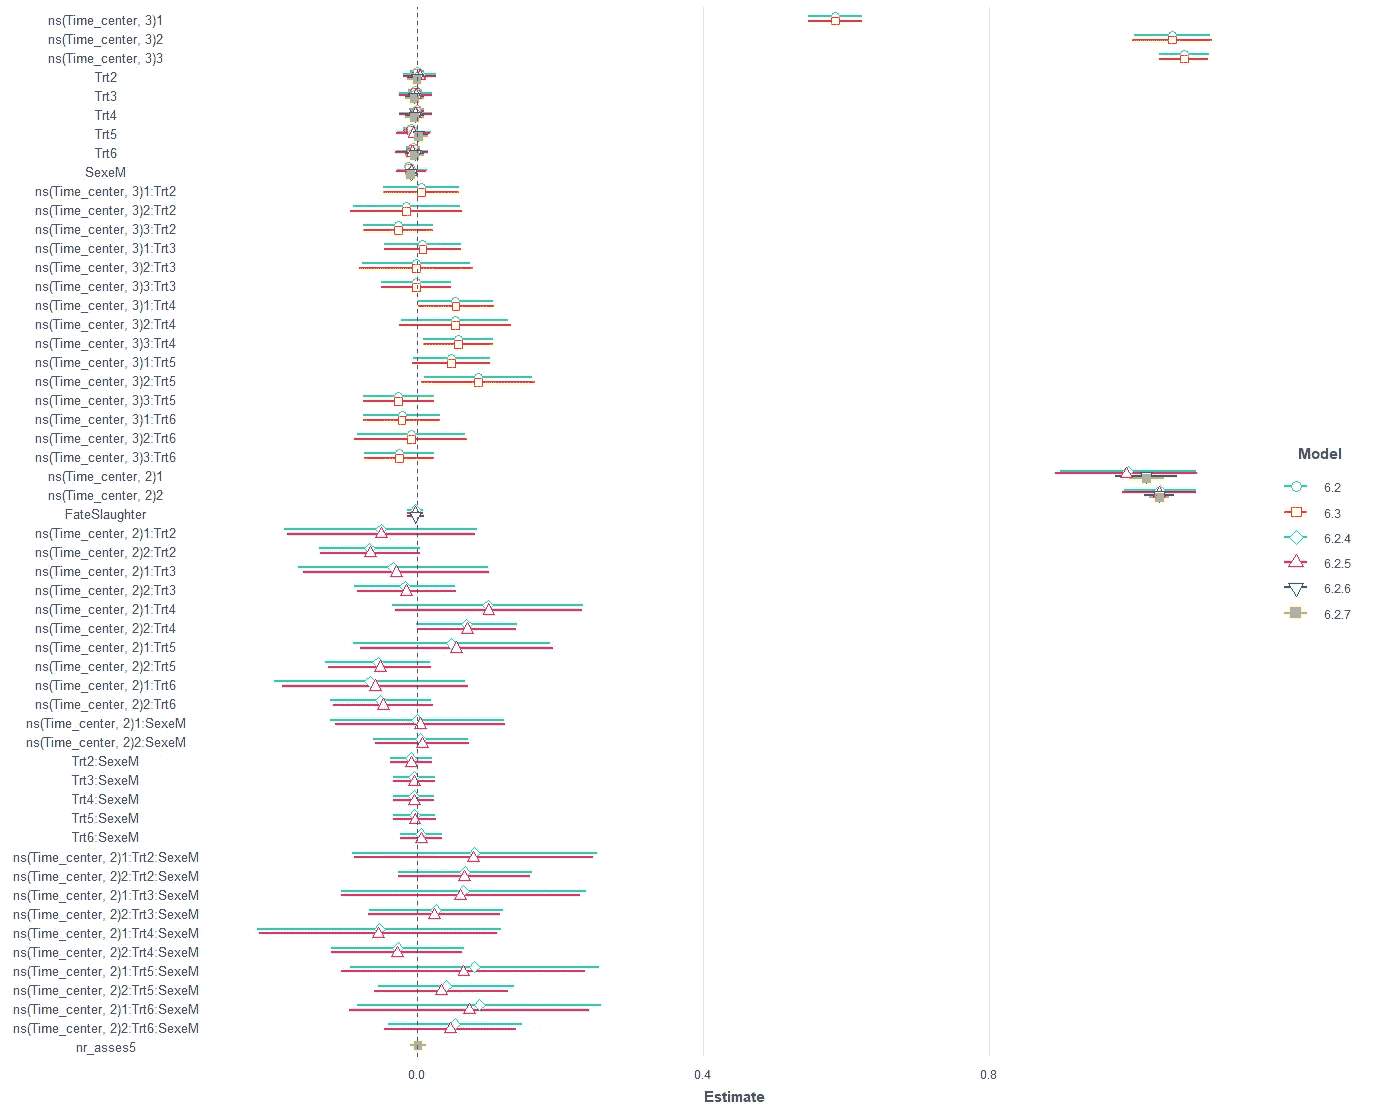 ns(Time_center, 3)1
ns(Time_center, 3)2
ns(Time_center, 3)3
Trt2
Trt3
Trt4
Trt5
Trt6
SexeM
ns(Time_center, 3)1:Trt2
ns(Time_center, 3)2:Trt2
ns(Time_center, 3)3:Trt2
ns(Time_center, 3)1:Trt3
ns(Time_center, 3)2:Trt3
ns(Time_center, 3)3:Trt3
ns(Time_center, 3)1:Trt4
ns(Time_center, 3)2:Trt4
ns(Time_center, 3)3:Trt4
ns(Time_center, 3)1:Trt5
ns(Time_center, 3)2:Trt5
ns(Time_center, 3)3:Trt5
ns(Time_center, 3)1:Trt6
ns(Time_center, 3)2:Trt6
ns(Time_center, 3)3:Trt6
ns(Time_center, 2)1
ns(Time_center, 2)2
FateSlaughter
ns(Time_center, 2)1:Trt2
ns(Time_center, 2)2:Trt2
ns(Time_center, 2)1:Trt3
ns(Time_center, 2)2:Trt3
ns(Time_center, 2)1:Trt4
ns(Time_center, 2)2:Trt4
ns(Time_center, 2)1:Trt5
ns(Time_center, 2)2:Trt5
ns(Time_center, 2)1:Trt6
ns(Time_center, 2)2:Trt6
ns(Time_center, 2)1:SexeM
ns(Time_center, 2)2:SexeM
Trt2:SexeM
Trt3:SexeM
Trt4:SexeM
Trt5:SexeM
Trt6:SexeM
ns(Time_center, 2)1:Trt2:SexeM
ns(Time_center, 2)2:Trt2:SexeM
ns(Time_center, 2)1:Trt3:SexeM
ns(Time_center, 2)2:Trt3:SexeM
ns(Time_center, 2)1:Trt4:SexeM
ns(Time_center, 2)2:Trt4:SexeM
ns(Time_center, 2)1:Trt5:SexeM
ns(Time_center, 2)2:Trt5:SexeM
ns(Time_center, 2)1:Trt6:SexeM
ns(Time_center, 2)2:Trt6:SexeM
nr_asses5
0.0
0.4
0.8
Estimate
Model
6.2
6.3
6.2.4
6.2.5
6.2.6
6.2.7